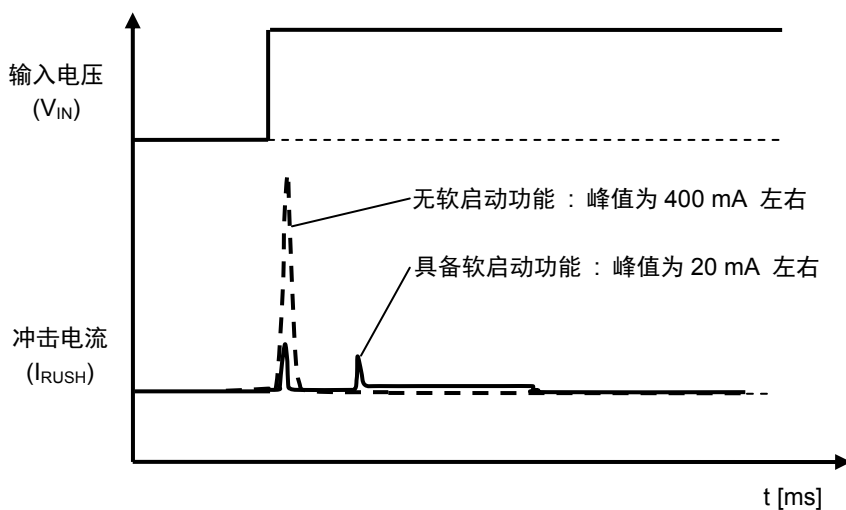 输入电压
(VIN)
无软启动功能 : 峰值为 400 mA 左右
具备软启动功能 : 峰值为 20 mA 左右
冲击电流
(IRUSH)
t [ms]